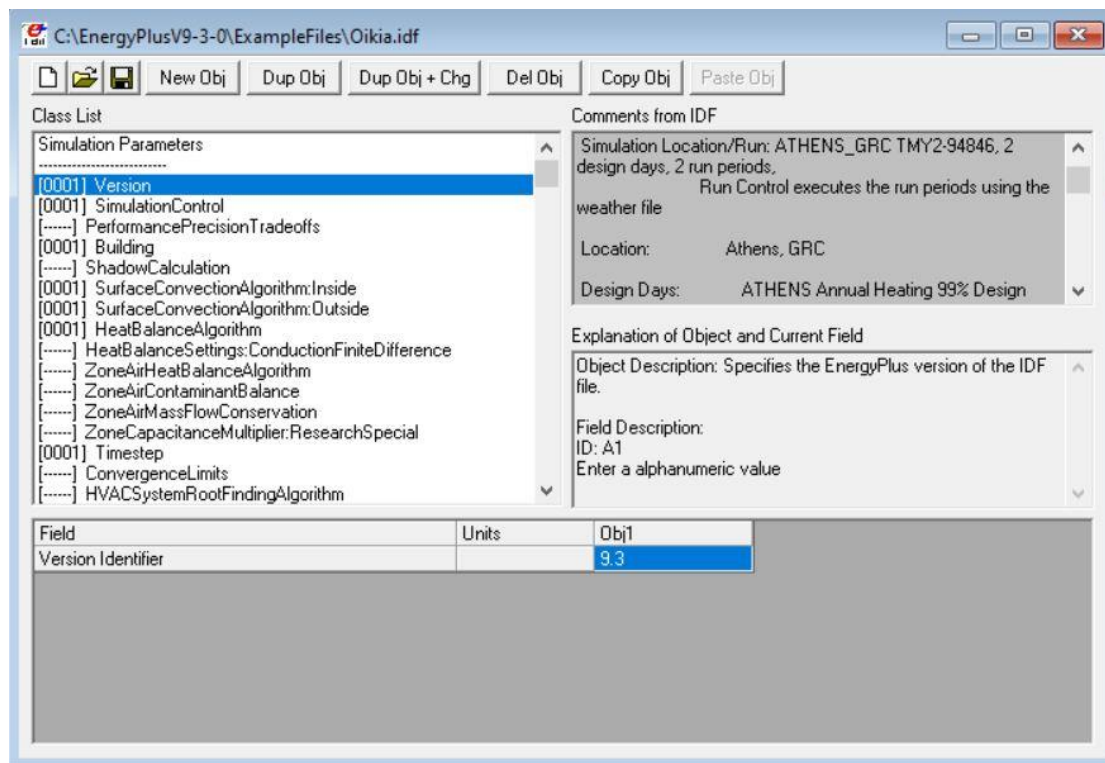 C:\EnergyPlusV9-3-0\ExampleFiles\Oikia.idf
New Obj Dup Obj Dup Obj + Chg Del Obj Copy Obj Paste Obj
Class List
Simulation Parameters
---------------------------
[0001] Version
[0001] SimulationControl
[------] PerformancePrecisionTradeoffs
[0001] Building
[------] ShadowCalculation
[0001] SurfaceConvectionAlgorithm:Inside
[0001] SurfaceConvectionAlgorithm:Outside
[0001] HeatBalanceAlgorithm
[------] HeatBalanceSettings:ConductionFiniteDifference
[------] ZoneAirHeatBalanceAlgorithm
[------] ZoneAirContaminantBalance
[------] ZoneAirMassFlowConservation
[------] ZoneCapacitanceMultiplier:ResearchSpecial
[0001] Timestep
[------] ConvergenceLimits
[------] HVACSystemRootFindingAlgorithm
Comments from IDF
Simulation Location/Run: ATHENS_GRC TMY2-94846, 2
design days, 2 run periods,
Run Control executes the run periods using the
weather file
Location: Athens, GRC
Design Days: ATHENS Annual Heating 99% Design
Explanation of Object and Current Field
Object Description: Specifies the EnergyPlus version of the IDF
file.
Field Description:
ID: A1
Enter a alphanumeric value
Field Units Obj1
Version Identifier 9.3